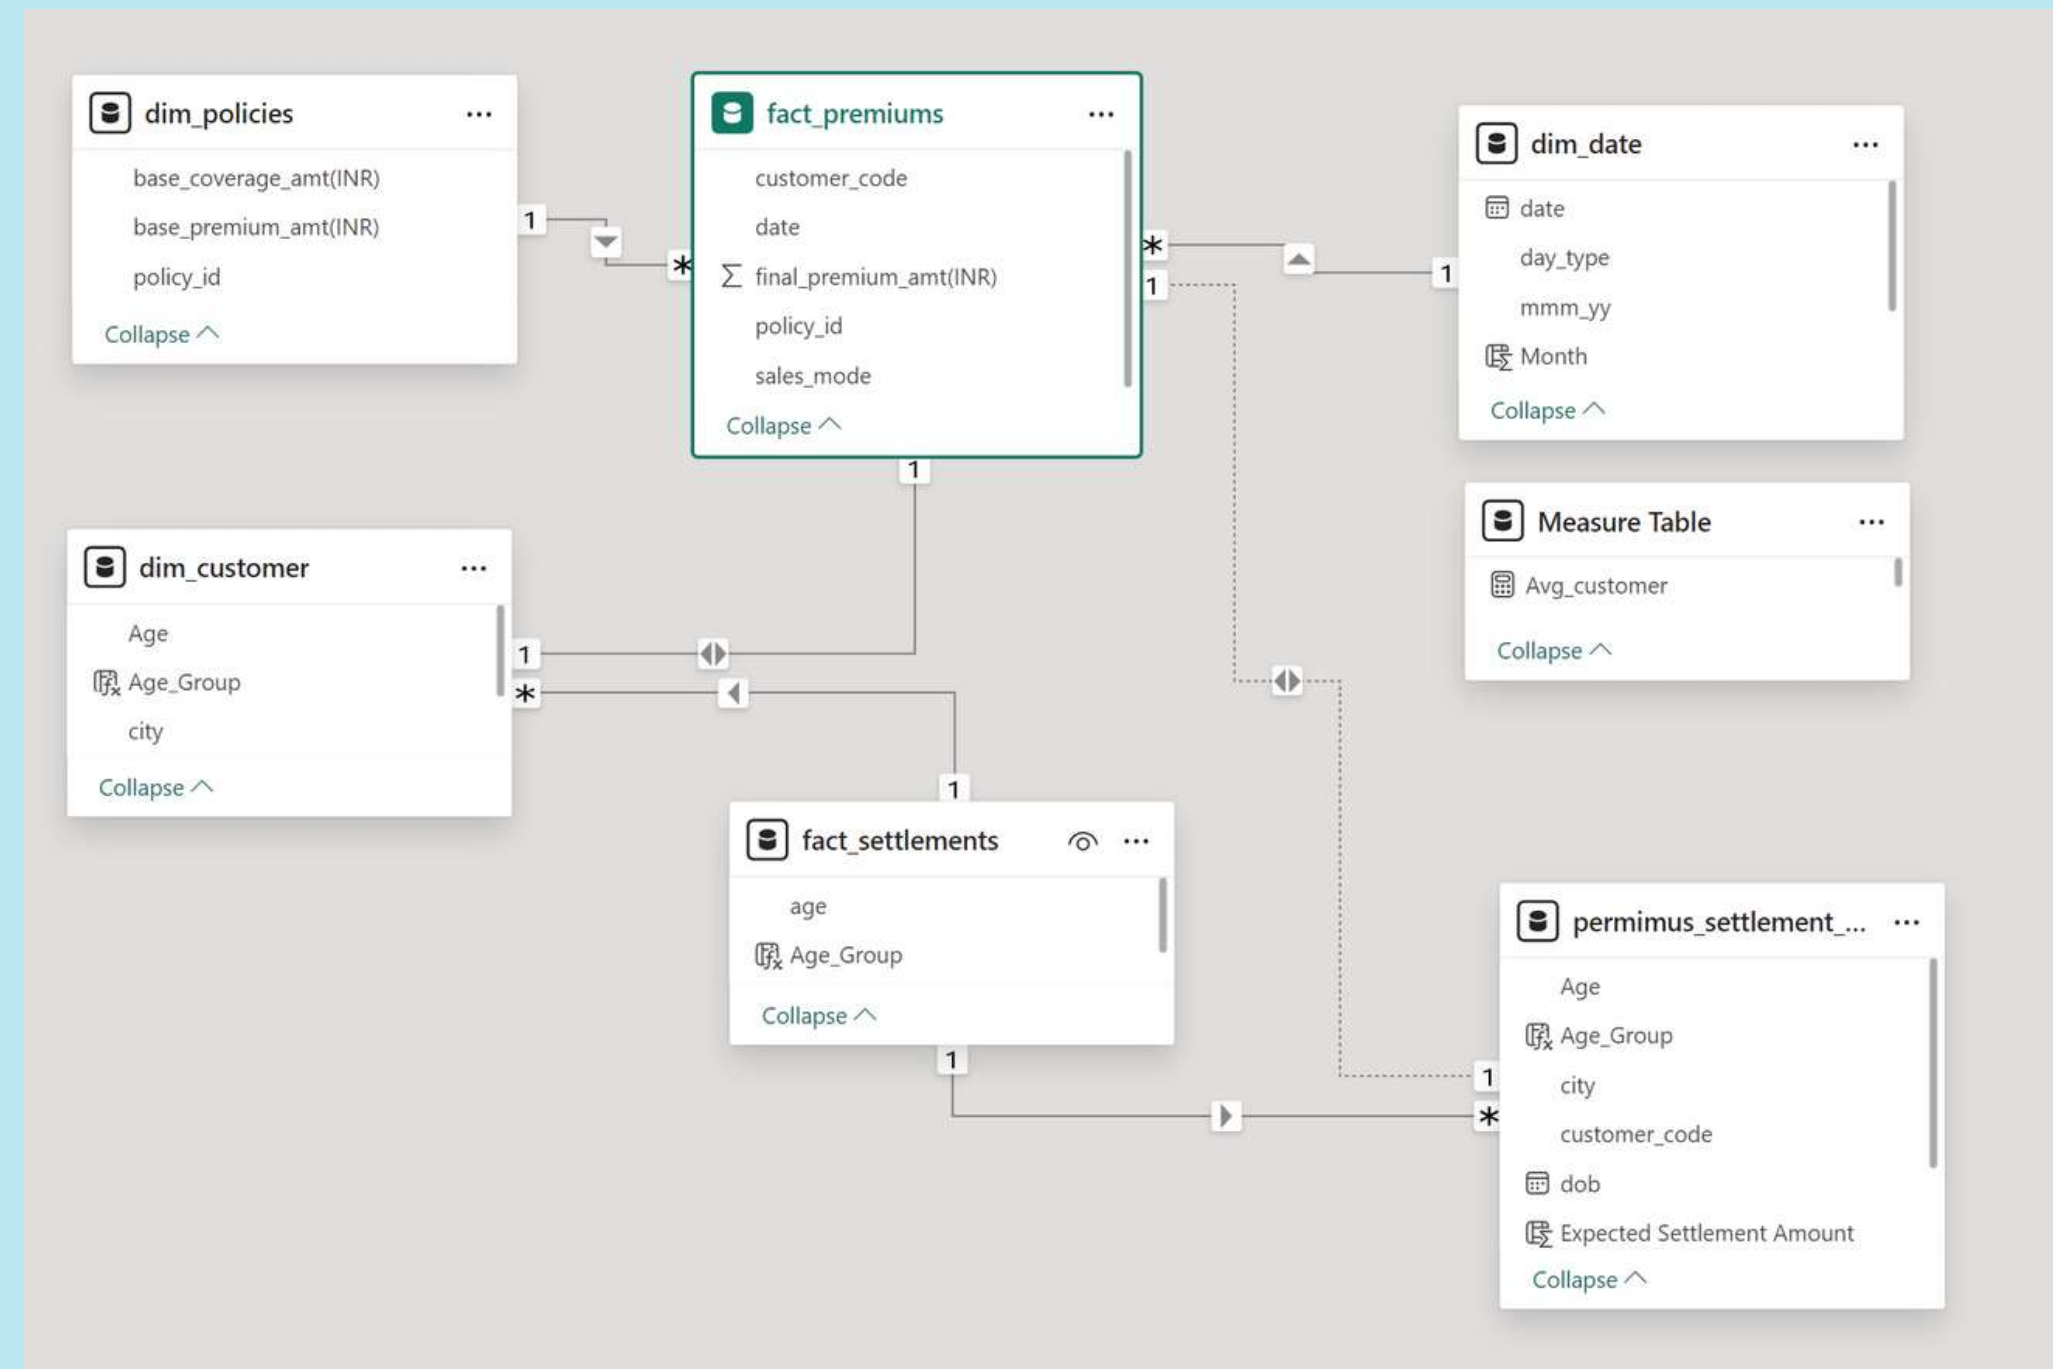 dim_policies
base_coverage_amt(INR)
base_premium_amt(INR)
policy_id
Collapse
1
*
fact_premiums
customer_code
date
final_premium_amt(INR)
policy_id
sales_mode
Collapse
*
1
1
1
dim_date
date
day_type
mmm_yy
Month
Collapse
Measure Table
Avg_customer
Collapse
dim_customer
Age
Age_Group
city
Collapse
1
*
1
fact_settlements
age
Age_Group
Collapse
1
1
*
permimus_settlement_...
Age
Age_Group
city
customer_code
dob
Expected Settlement Amount
Collapse